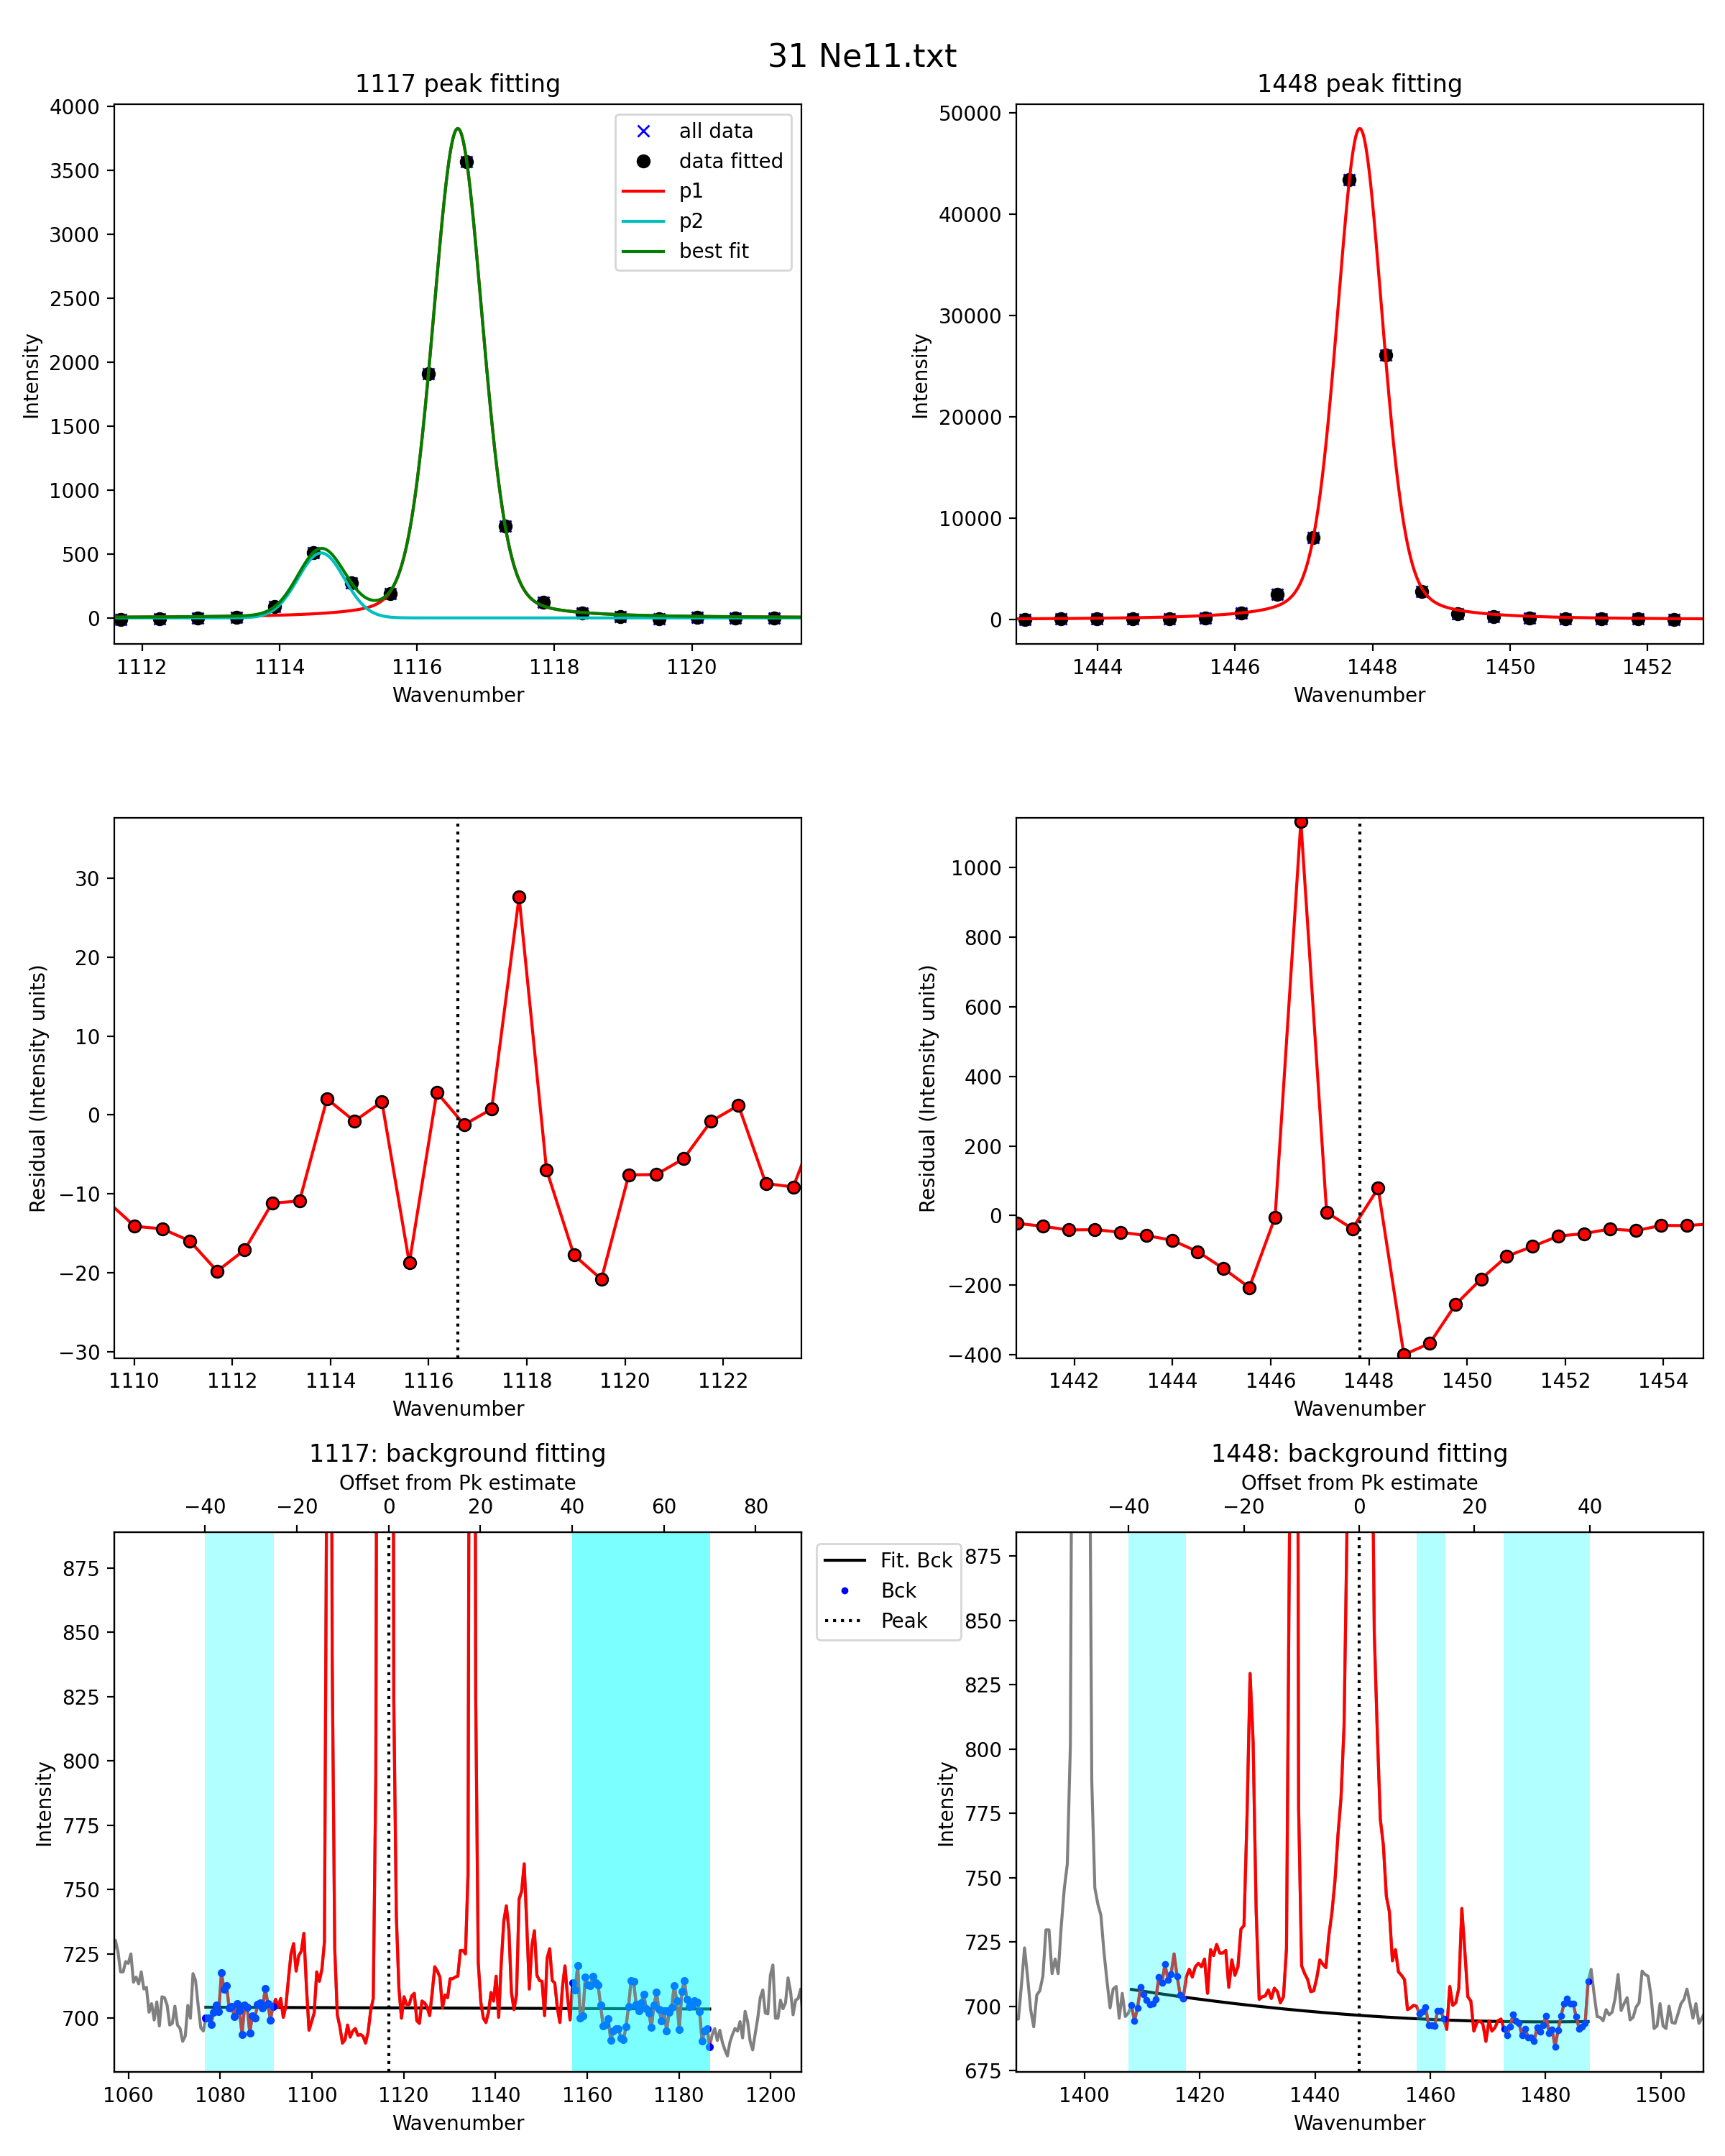 31 Ne11.txt
1117 peak fitting
4000
3500
3000
2500
2000
1500
1000
500
0
Intensity
1112 1114 1116 1118 1120
Wavenumber
all data
data fitted
p1
p2
best fit
1448 peak fitting
50000
40000
30000
20000
10000
0
Intensity
1444 1446 1448 1450 1452
Wavenumber
30
20
10
0
−10
−20
−30
Residual (Intensity units)
1110 1112 1114 1116 1118 1120 1122
Wavenumber
1000
800
600
400
200
0
−200
−400
Residual (Intensity units)
1442 1444 1446 1448 1450 1452 1454
Wavenumber
1117: background fitting
Offset from Pk estimate
−40 −20 0 20 40 60 80
875
850
825
800
775
750
725
700
Intensity
1060 1080 1100 1120 1140 1160 1180 1200
Wavenumber
Fit. Bck
Bck
Peak
1448: background fitting
Offset from Pk estimate
−40 −20 0 20 40
875
850
825
800
775
750
725
700
675
Intensity
1400 1420 1440 1460 1480 1500
Wavenumber